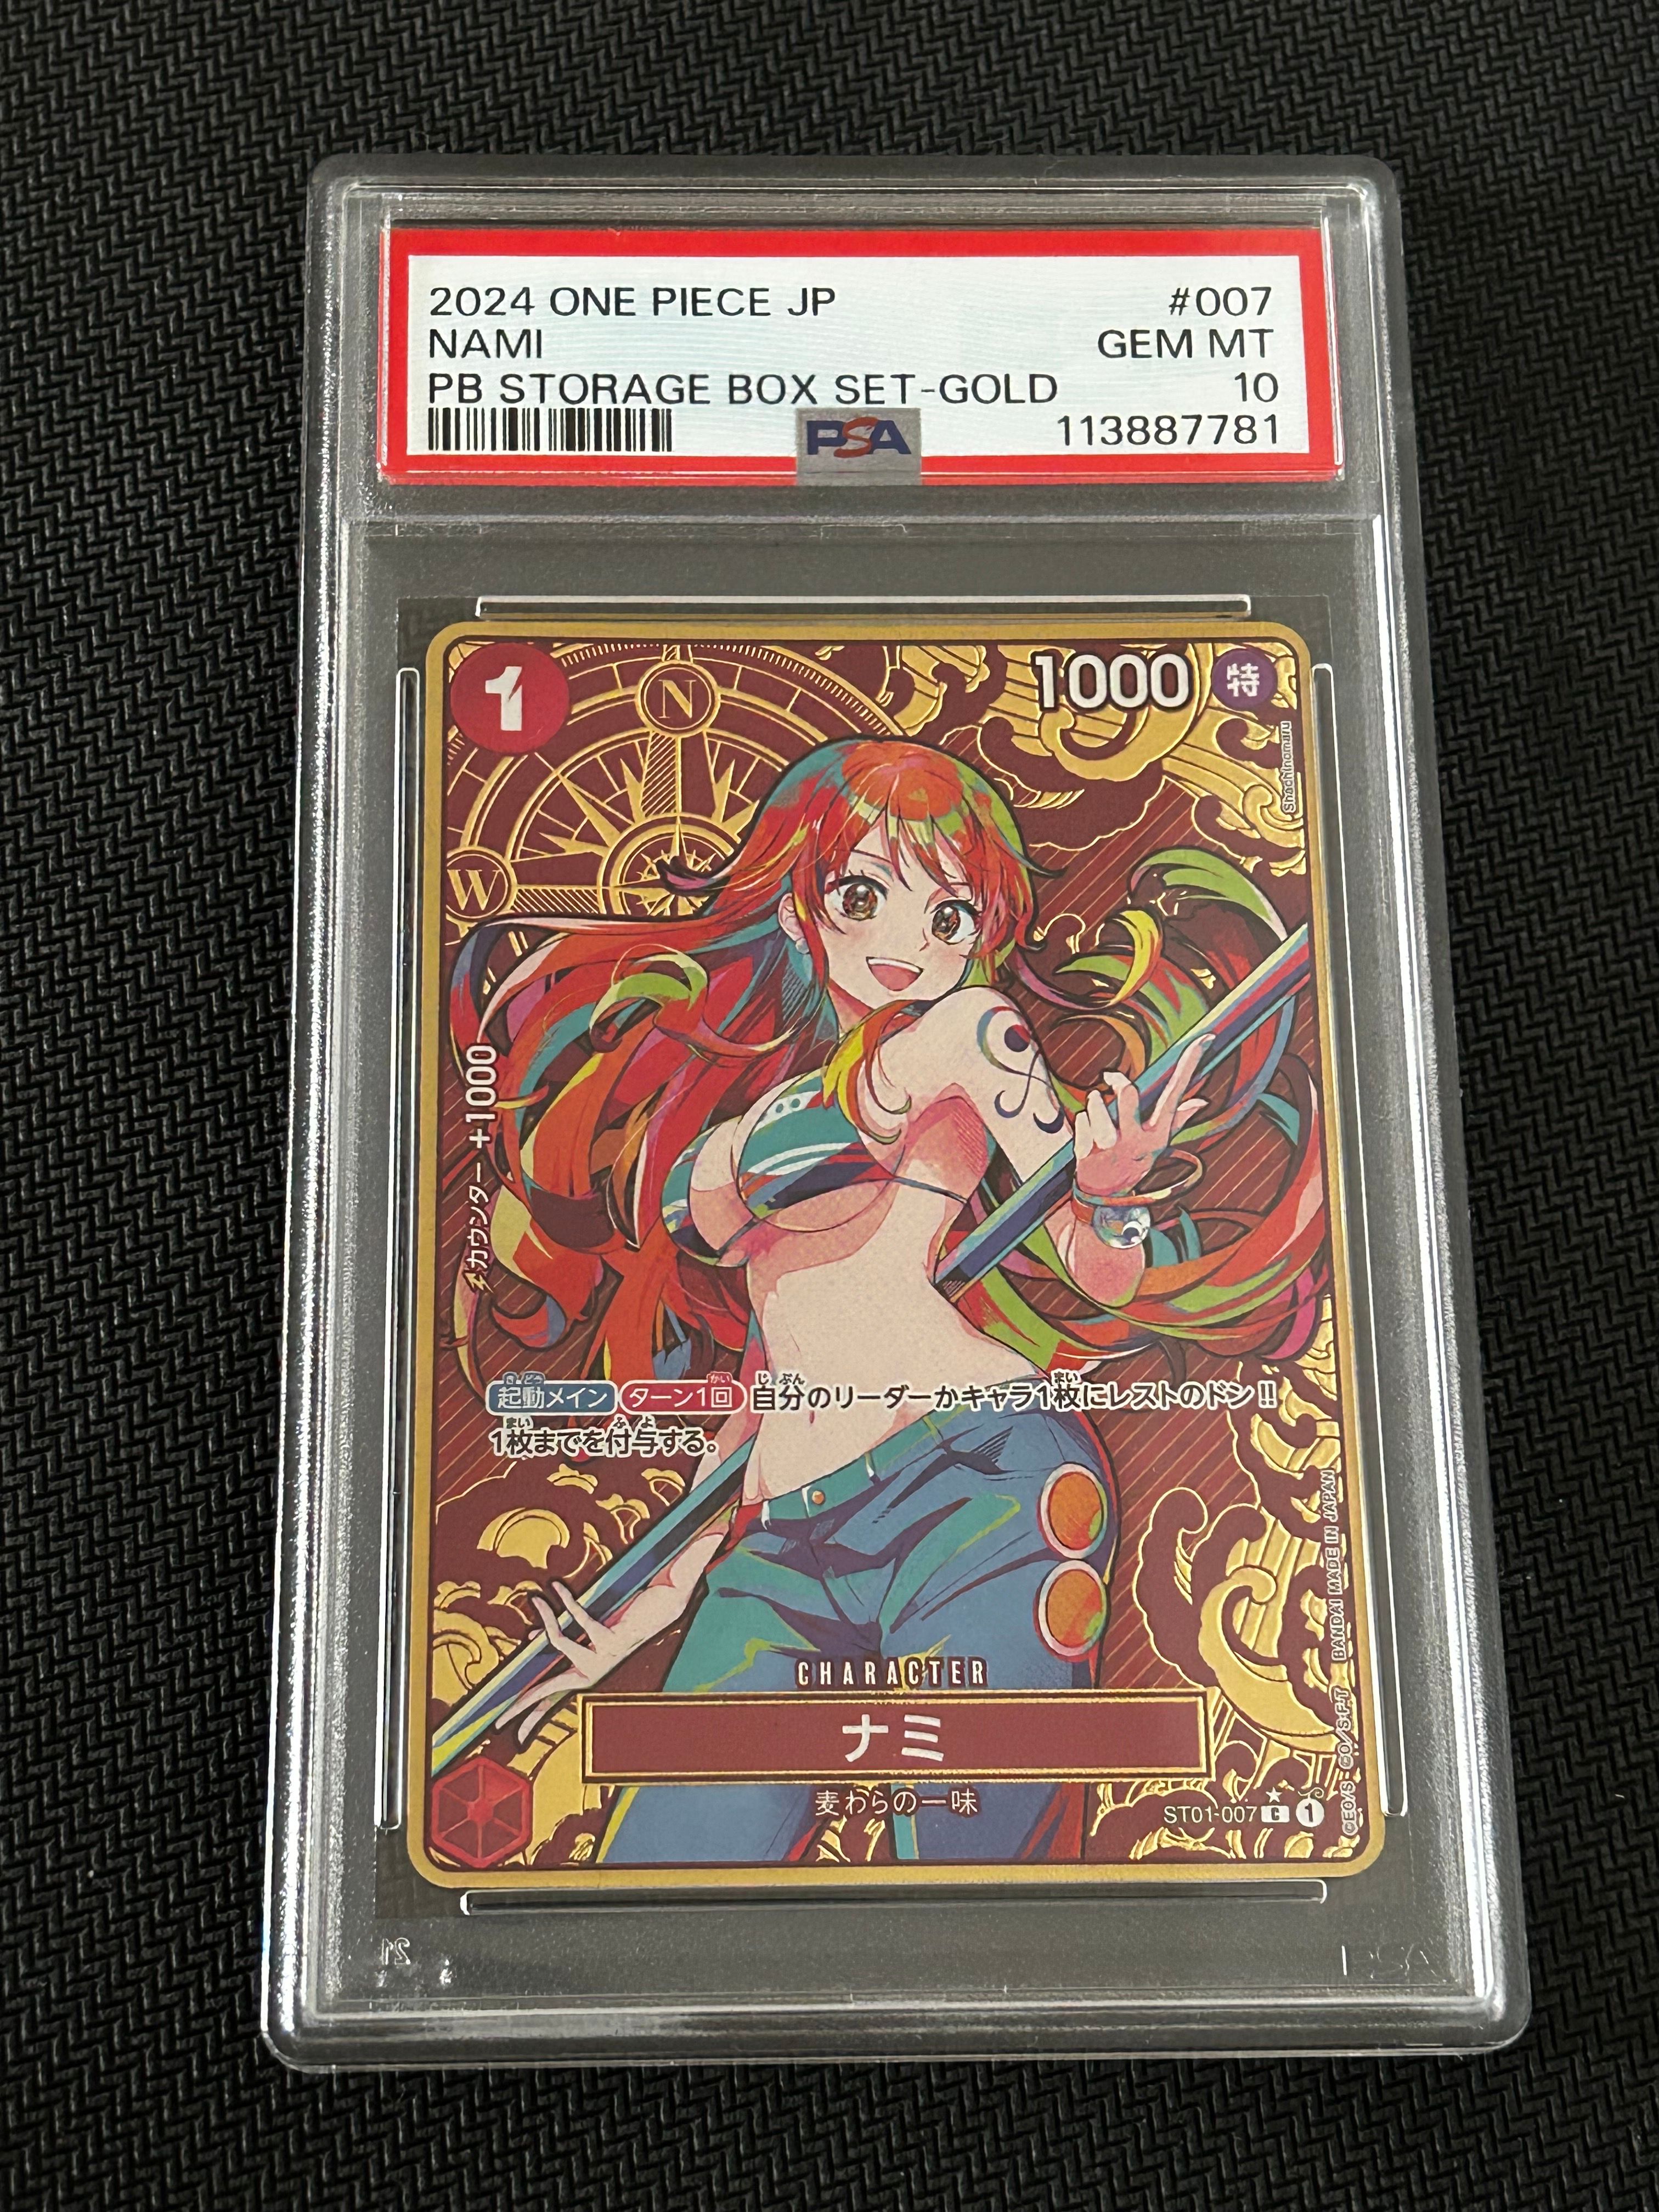 2024 ONE PIECE JP #007
NAMI GEM MT
PB STORAGE BOX SET-GOLD 10
PSA 113887781
1
1000 特
N
W
Shachinomaru
カウンター+1000
起動メイン ターン1回 自分のリーダーかキャラ1枚にレストのドン!!
1枚までを付与する。
CHARACTER
ナミ
麦わらの一味
ST01-007 C 1
©EO/S ©O/S・F・T BANDAI MADE IN JAPAN